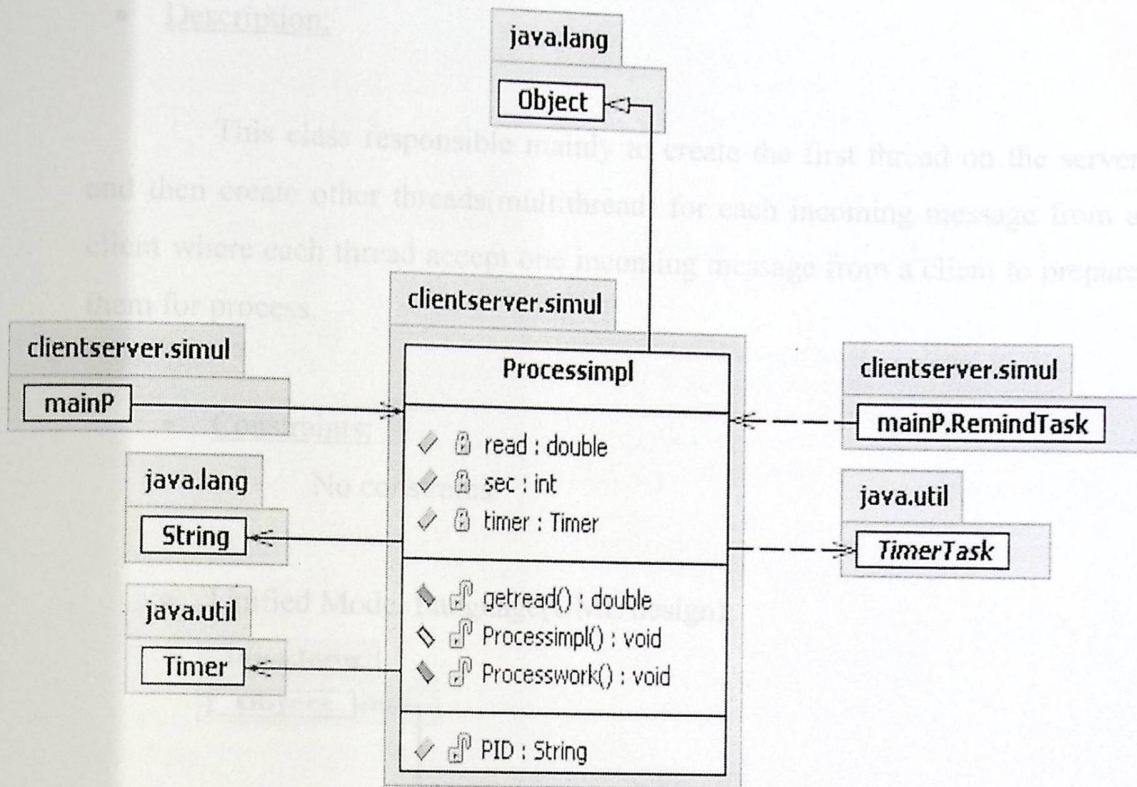 Description:
java.lang
Object
This class responsible mainly to create the first thread on the server
and then create other threads(multithread) for each incoming message from a
client where each thread accept one incoming message from a client to prepare
them for process.
clientserver.simul
Processimpl
clientserver.simul
mainP
clientserver.simul
mainP.RemindTask
Constraints:
read : double
sec : int
timer : Timer
java.lang
String
No
java.util
TimerTask
getread() : double
Processimpl() : void
Processwork() : void
java.util
Timer
Unified
Object
PID : String